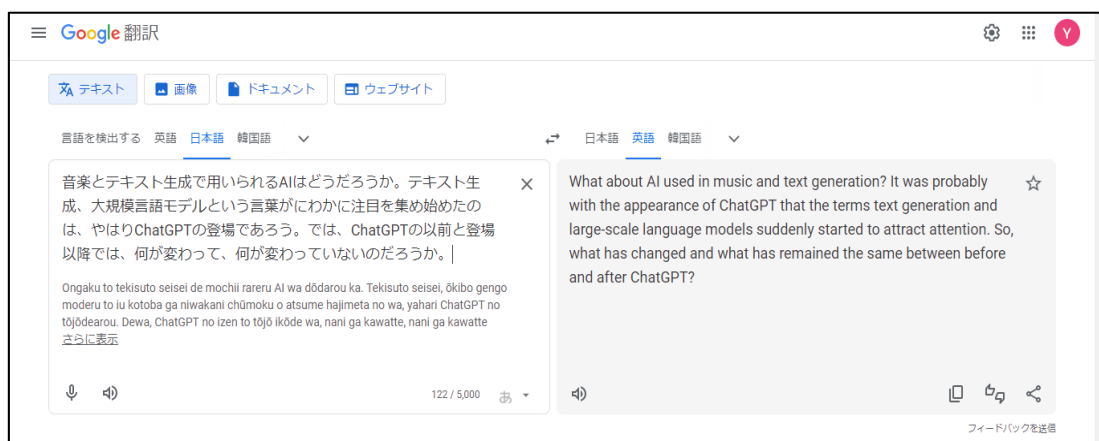 Google 翻訳
Y
テキスト 画像 ドキュメント ウェブサイト
言語を検出する 英語 日本語 韓国語
日本語 英語 韓国語
音楽とテキスト生成で用いられるAIはどうだろうか。テキスト生
成、大規模言語モデルという言葉がにわかに注目を集め始めたの
は、やはりChatGPTの登場であろう。では、ChatGPTの以前と登場
以降では、何が変わって、何が変わっていないのだろうか。
Ongaku to tekisuto seisei de mochii rareru AI wa dōdarou ka. Tekisuto seisei, ōkibo gengo
moderu to iu kotoba ga niwakani chūmoku o atsume hajimeta no wa, yahari ChatGPT no
tōjōdearou. Dewa, ChatGPT no izen to tōjō ikōde wa, nani ga kawatte, nani ga kawatte
さらに表示
122 / 5,000
あ
What about AI used in music and text generation? It was probably
with the appearance of ChatGPT that the terms text generation and
large-scale language models suddenly started to attract attention. So,
what has changed and what has remained the same between before
and after ChatGPT?
フィードバックを送信